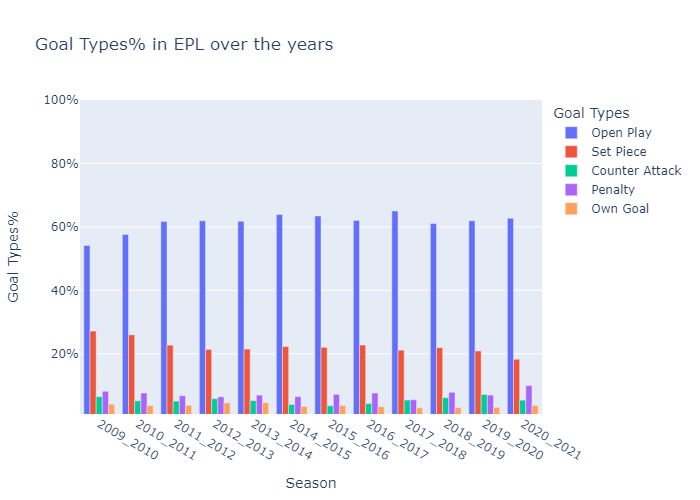 Goal Types% in EPL over the years
100%
80%
60%
40%
20%
Goal Types%
2009_2010
2010_2011
2011_2012
2012_2013
2013_2014
2014_2015
2015_2016
2016_2017
2017_2018
2018_2019
2019_2020
2020_2021
Season
Goal Types
Open Play
Set Piece
Counter Attack
Penalty
Own Goal